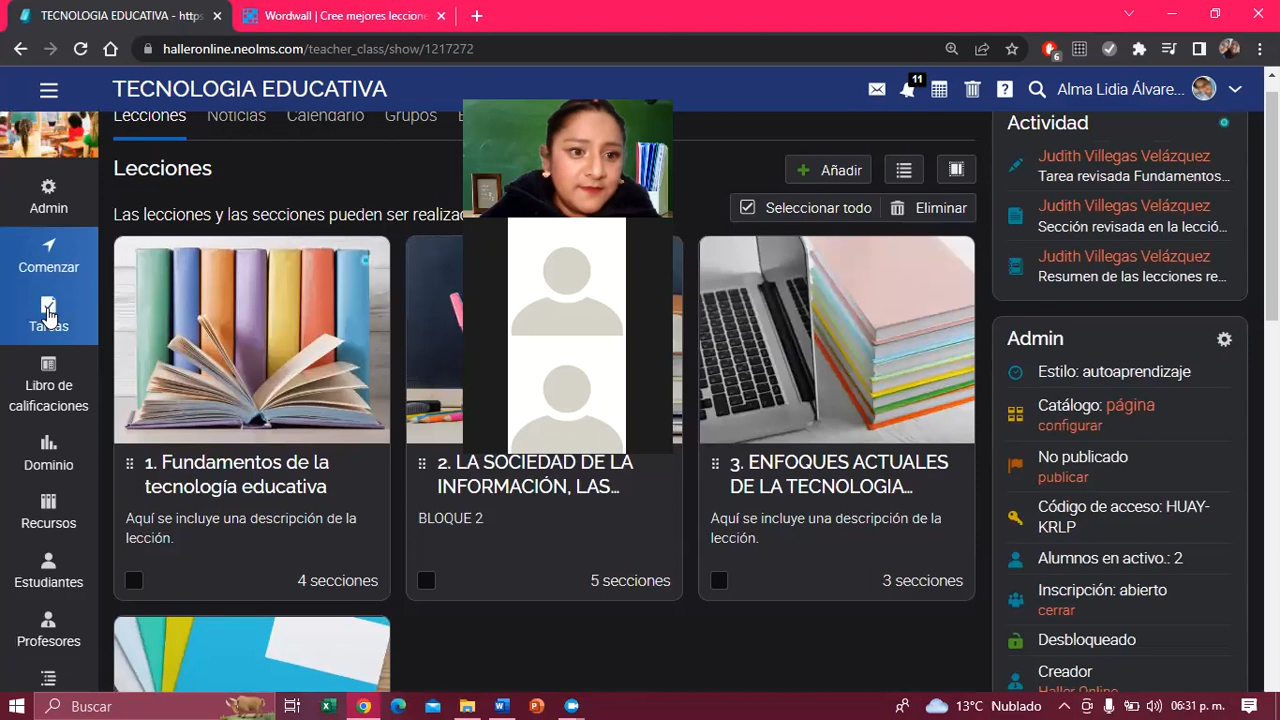 TECNOLOGIA EDUCATIVA - https
Wordwall | Cree mejores leccione
halleronline.neolms.com/teacher_class/show/1217272
6
TECNOLOGIA EDUCATIVA
11
Alma Lidia Álvare...
Lecciones
Noticias
Calendario
Grupos
Lecciones
Añadir
Las lecciones y las secciones pueden ser realiza
Seleccionar todo
Eliminar
Admin
Comenzar
Tareas
Libro de
calificaciones
Dominio
Recursos
Estudiantes
Profesores
1. Fundamentos de la
tecnología educativa
Aquí se incluye una descripción de la
lección.
4 secciones
2. LA SOCIEDAD DE LA
INFORMACIÓN, LAS...
BLOQUE 2
5 secciones
3. ENFOQUES ACTUALES
DE LA TECNOLOGIA...
Aquí se incluye una descripción de la
lección.
3 secciones
Actividad
Judith Villegas Velázquez
Tarea revisada Fundamentos...
Judith Villegas Velázquez
Sección revisada en la lecció...
Judith Villegas Velázquez
Resumen de las lecciones re...
Admin
Estilo: autoaprendizaje
Catálogo: página
configurar
No publicado
publicar
Código de acceso: HUAY-
KRLP
Alumnos en activo.: 2
Inscripción: abierto
cerrar
Desbloqueado
Creador
Haller Online
Buscar
13°C Nublado
06:31 p. m.